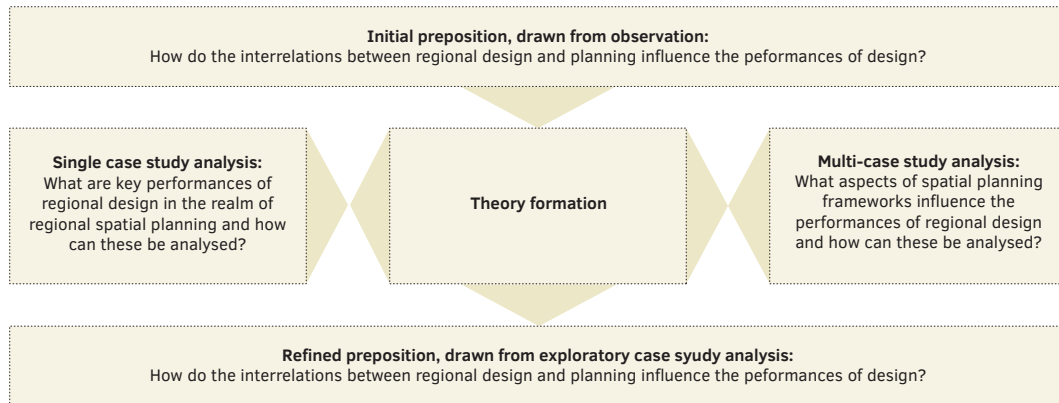 Initial preposition, drawn from observation:
How do the interrelations between regional design and planning influence the peformances of design?
Single case study analysis:
What are key performances of
regional design in the realm of
regional spatial planning and how
can these be analysed?
Theory formation
Multi-case study analysis:
What aspects of spatial planning
frameworks influence the
performances of regional design
and how can these be analysed?
Refined preposition, drawn from exploratory case syudy analysis:
How do the interrelations between regional design and planning influence the peformances of design?